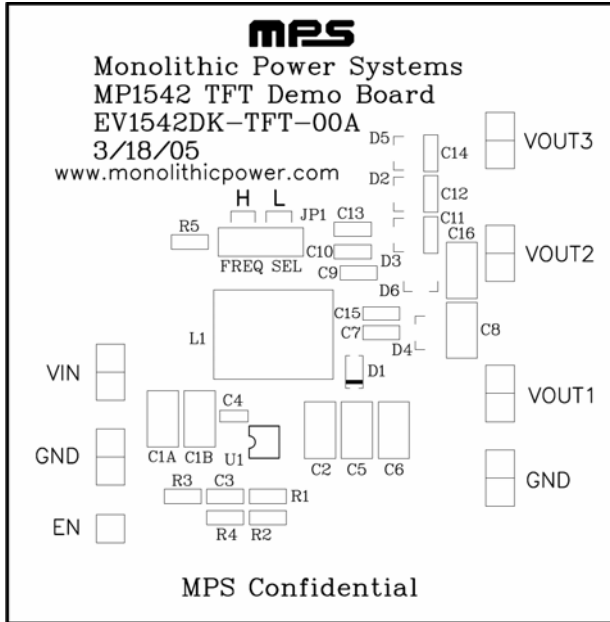 mps
Monolithic Power Systems
MP1542 TFT Demo Board
EV1542DK-TFT-00A
3/18/05
www.monolithicpower.com
D5
C14
VOUT3
D2
C12
H L
JP1
C13
C11
R5
C16
C10
D3
VOUT2
FREQ SEL
C9
D6
C15
L1
C7
C8
D4
VIN
D1
VOUT1
C4
GND
C1A
C1B
U1
C2
C5
C6
GND
R3
C3
R1
EN
R4
R2
MPS Confidential